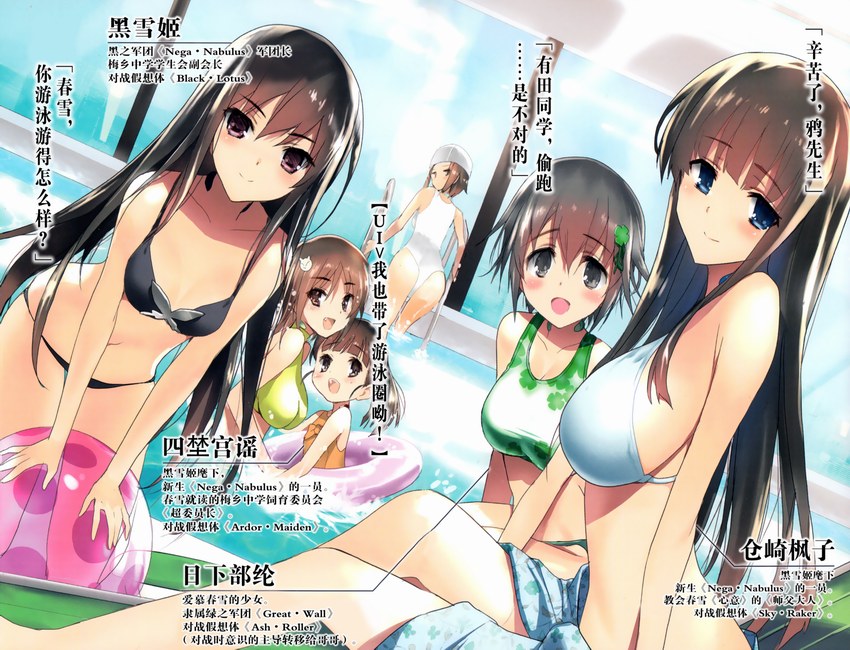 黑雪姬
黑之军团《Nega・Nabulus》军团长
梅乡中学学生会副会长
对战假想体《Black・Lotus》
「春雪，
你游泳游得怎么样？」
「有田同学，偷跑
……是不对的」
「辛苦了，鸦先生」
【UI＞我也带了游泳圈呦！】
四埜宫谣
黑雪姬麾下，
新生《Nega・Nabulus》的一员。
春雪就读的梅乡中学饲育委员会
《超委员长》。
对战假想体《Ardor・Maiden》。
日下部纶
爱慕春雪的少女。
隶属绿之军团《Great・Wall》
对战假想体《Ash・Roller》
(对战时意识的主导转移给哥哥)。
仓崎枫子
黑雪姬麾下
新生《Nega・Nabulus》的一员。
教会春雪《心意》的《师父大人》。
对战假想体《Sky・Raker》